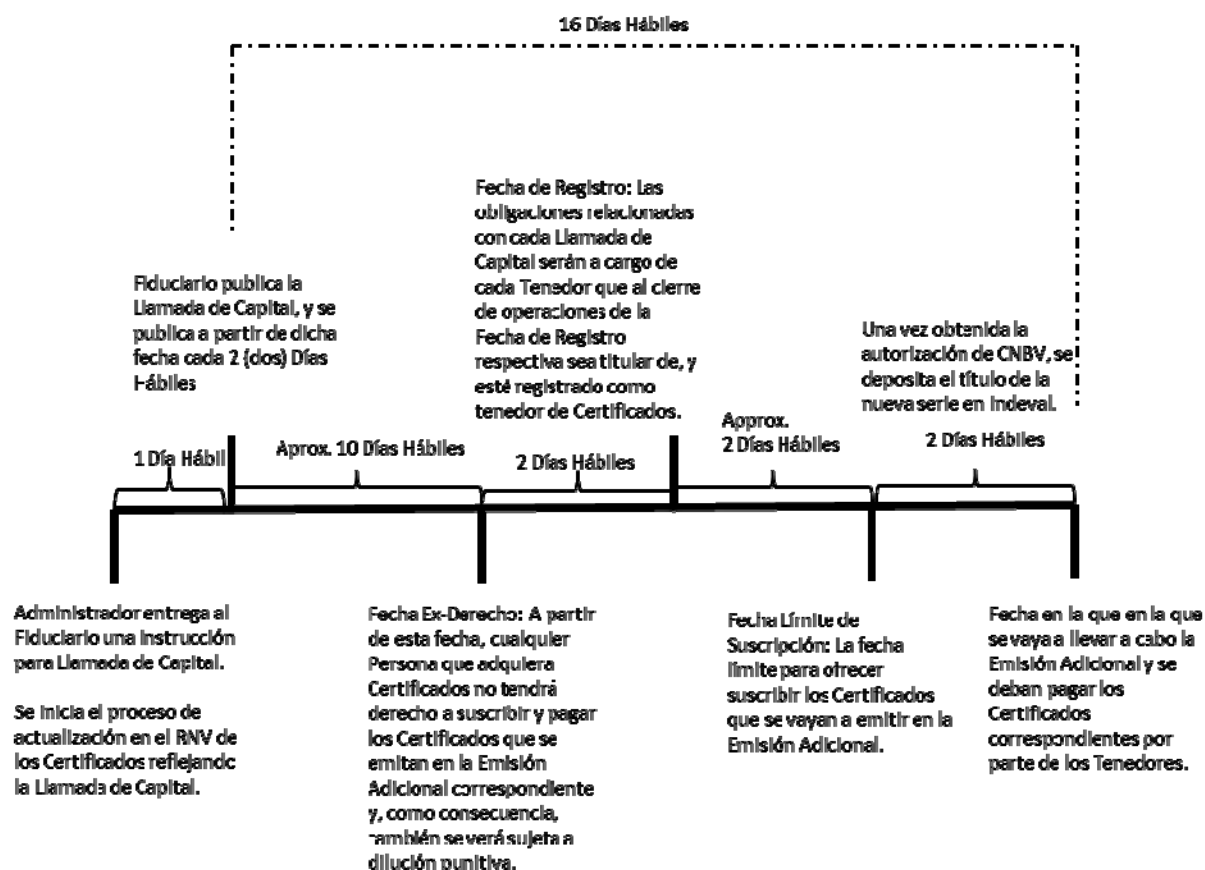 16 Días Hábiles
Fiduciario publica la
Llamada de Capital, y se
publica a partir de dicha
fecha cada 2 (dos) Días
Hábiles
Fecha de Registro: Las
obligaciones relacionadas
con cada Llamada de
Capital serán a cargo de
cada Tenedor que al cierre
de operaciones de la
Fecha de Registro
respectiva sea titular de, y
esté registrado como
tenedor de Certificados.
Una vez obtenida la
autorización de CNBV, se
deposita el título de la
nueva serie en Indeval.
1 Día Hábil
Aprox. 10 Días Hábiles
2 Días Hábiles
Approx.
2 Días Hábiles
2 Días Hábiles
Administrador entrega al
Fiduciario una instrucción
para Llamada de Capital.
Se inicia el proceso de
actualización en el RNV de
los Certificados reflejando
la Llamada de Capital.
Fecha Ex-Derecho: A partir
de esta fecha, cualquier
Persona que adquiera
Certificados no tendrá
derecho a suscribir y pagar
los Certificados que se
emitan en la Emisión
Adicional correspondiente
y, como consecuencia,
también se verá sujeta a
dilución punitiva.
Fecha Límite de
Suscripción: La fecha
límite para ofrecer
suscribir los Certificados
que se vayan a emitir en la
Emisión Adicional.
Fecha en la que en la que
se vaya a llevar a cabo la
Emisión Adicional y se
deban pagar los
Certificados
correspondientes por
parte de los Tenedores.